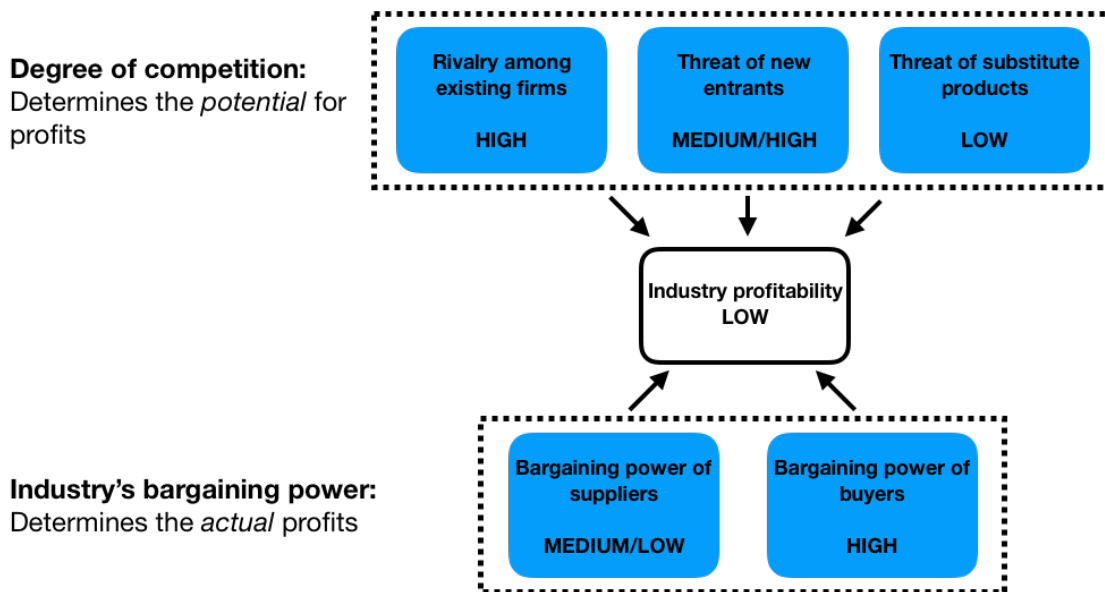 Degree of competition:
Determines the potential for
profits
Rivalry among
existing firms
HIGH
Threat of new
entrants
MEDIUM/HIGH
Threat of substitute
products
LOW
Industry profitability
LOW
Industry’s bargaining power:
Determines the actual profits
Bargaining power of
suppliers
MEDIUM/LOW
Bargaining power of
buyers
HIGH